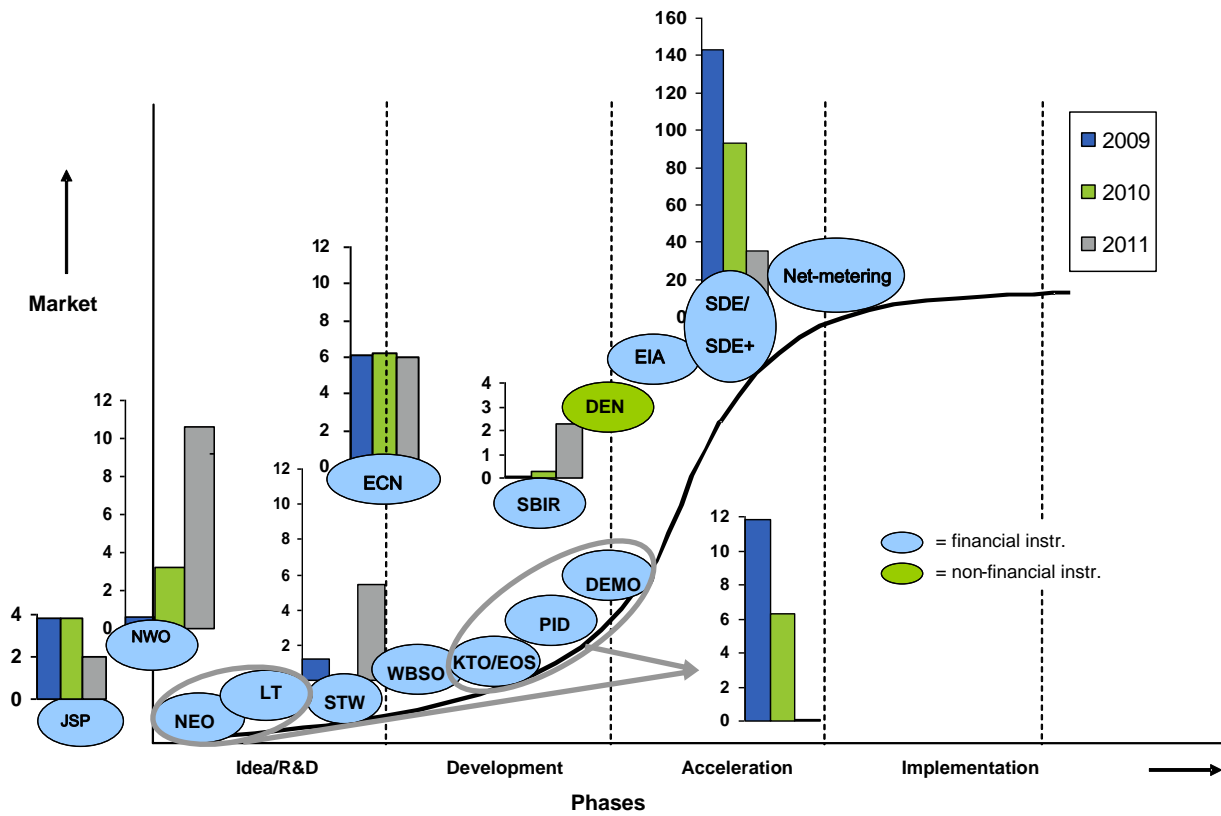 160
140
120
100
80
60
40
20
0
2009
2010
2011
Market
12
10
8
6
4
2
0
ECN
Net-metering
SDE/
SDE+
EIA
4
3
2
1
0
DEN
SBIR
12
10
8
6
4
2
0
NWO
12
10
8
6
4
2
STW
4
2
0
JSP
12
10
8
6
4
2
0
= financial instr.
= non-financial instr.
DEMO
PID
KTO/EOS
WBSO
LT
NEO
Idea/R&D
Development
Acceleration
Implementation
Phases